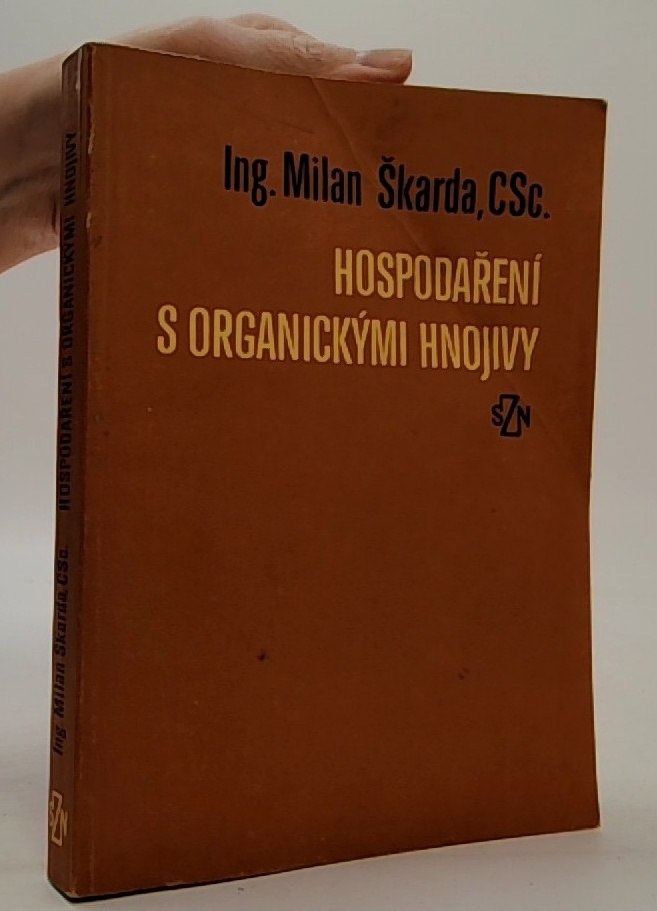 Ing. Milan Škarda, CSc.
HOSPODAŘENÍ
S ORGANICKÝMI HNOJIVY
SZN
Ing. Milan Škarda, CSc. HOSPODAŘENÍ S ORGANICKÝMI HNOJIVY
SZN